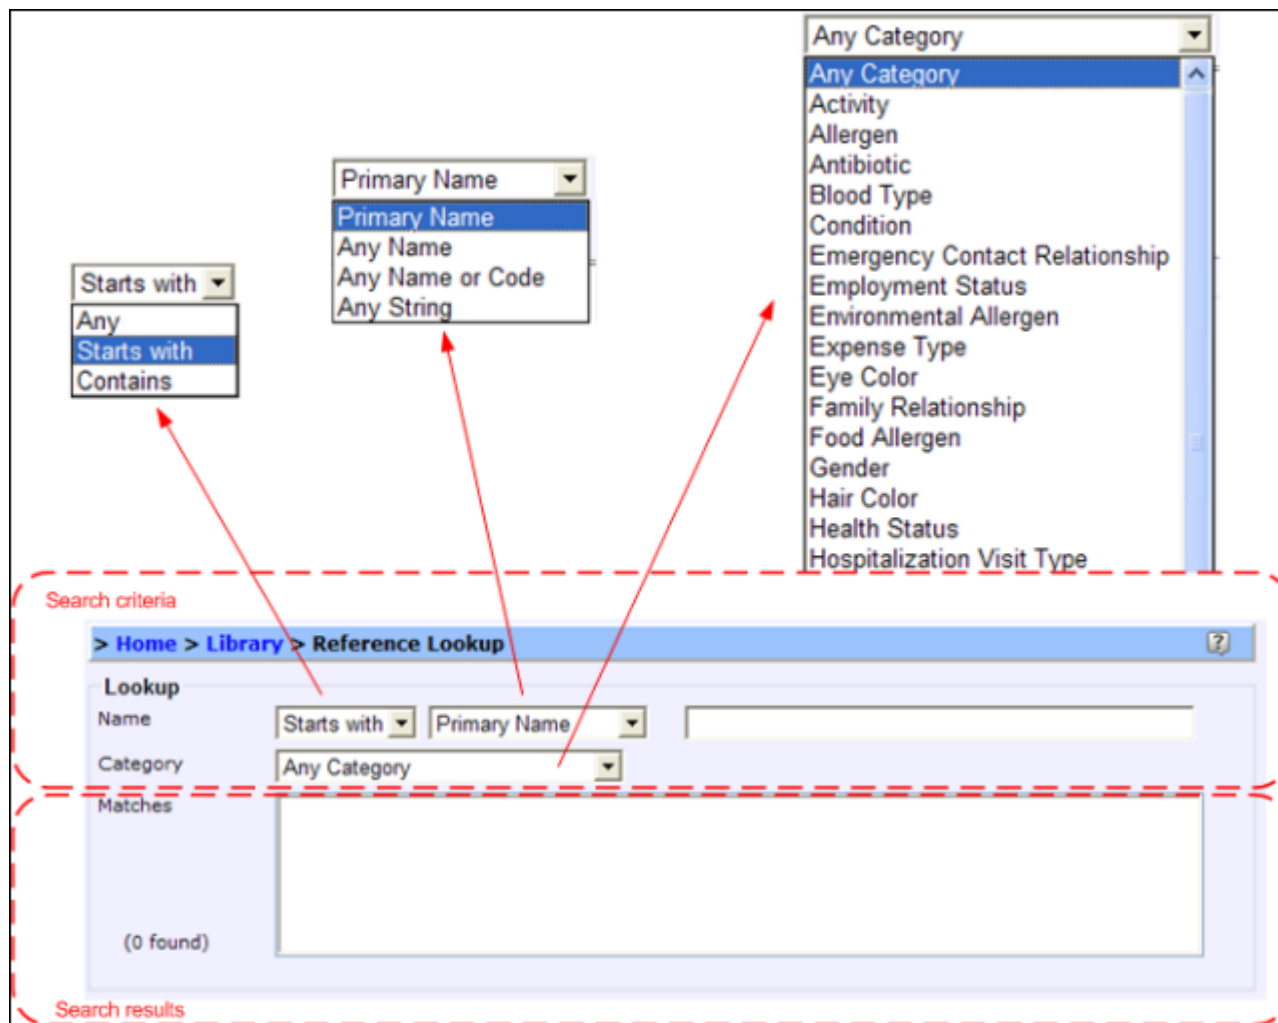 Any Category
Any Category
Activity
Allergen
Antibiotic
Blood Type
Condition
Emergency Contact Relationship
Employment Status
Environmental Allergen
Expense Type
Eye Color
Family Relationship
Food Allergen
Gender
Hair Color
Health Status
Hospitalization Visit Type
Primary Name
Primary Name
Any Name
Any Name or Code
Any String
Starts with
Any
Starts with
Contains
Search criteria
> Home > Library > Reference Lookup ?
Lookup
Name Starts with Primary Name
Category Any Category
Matches
(0 found)
Search results